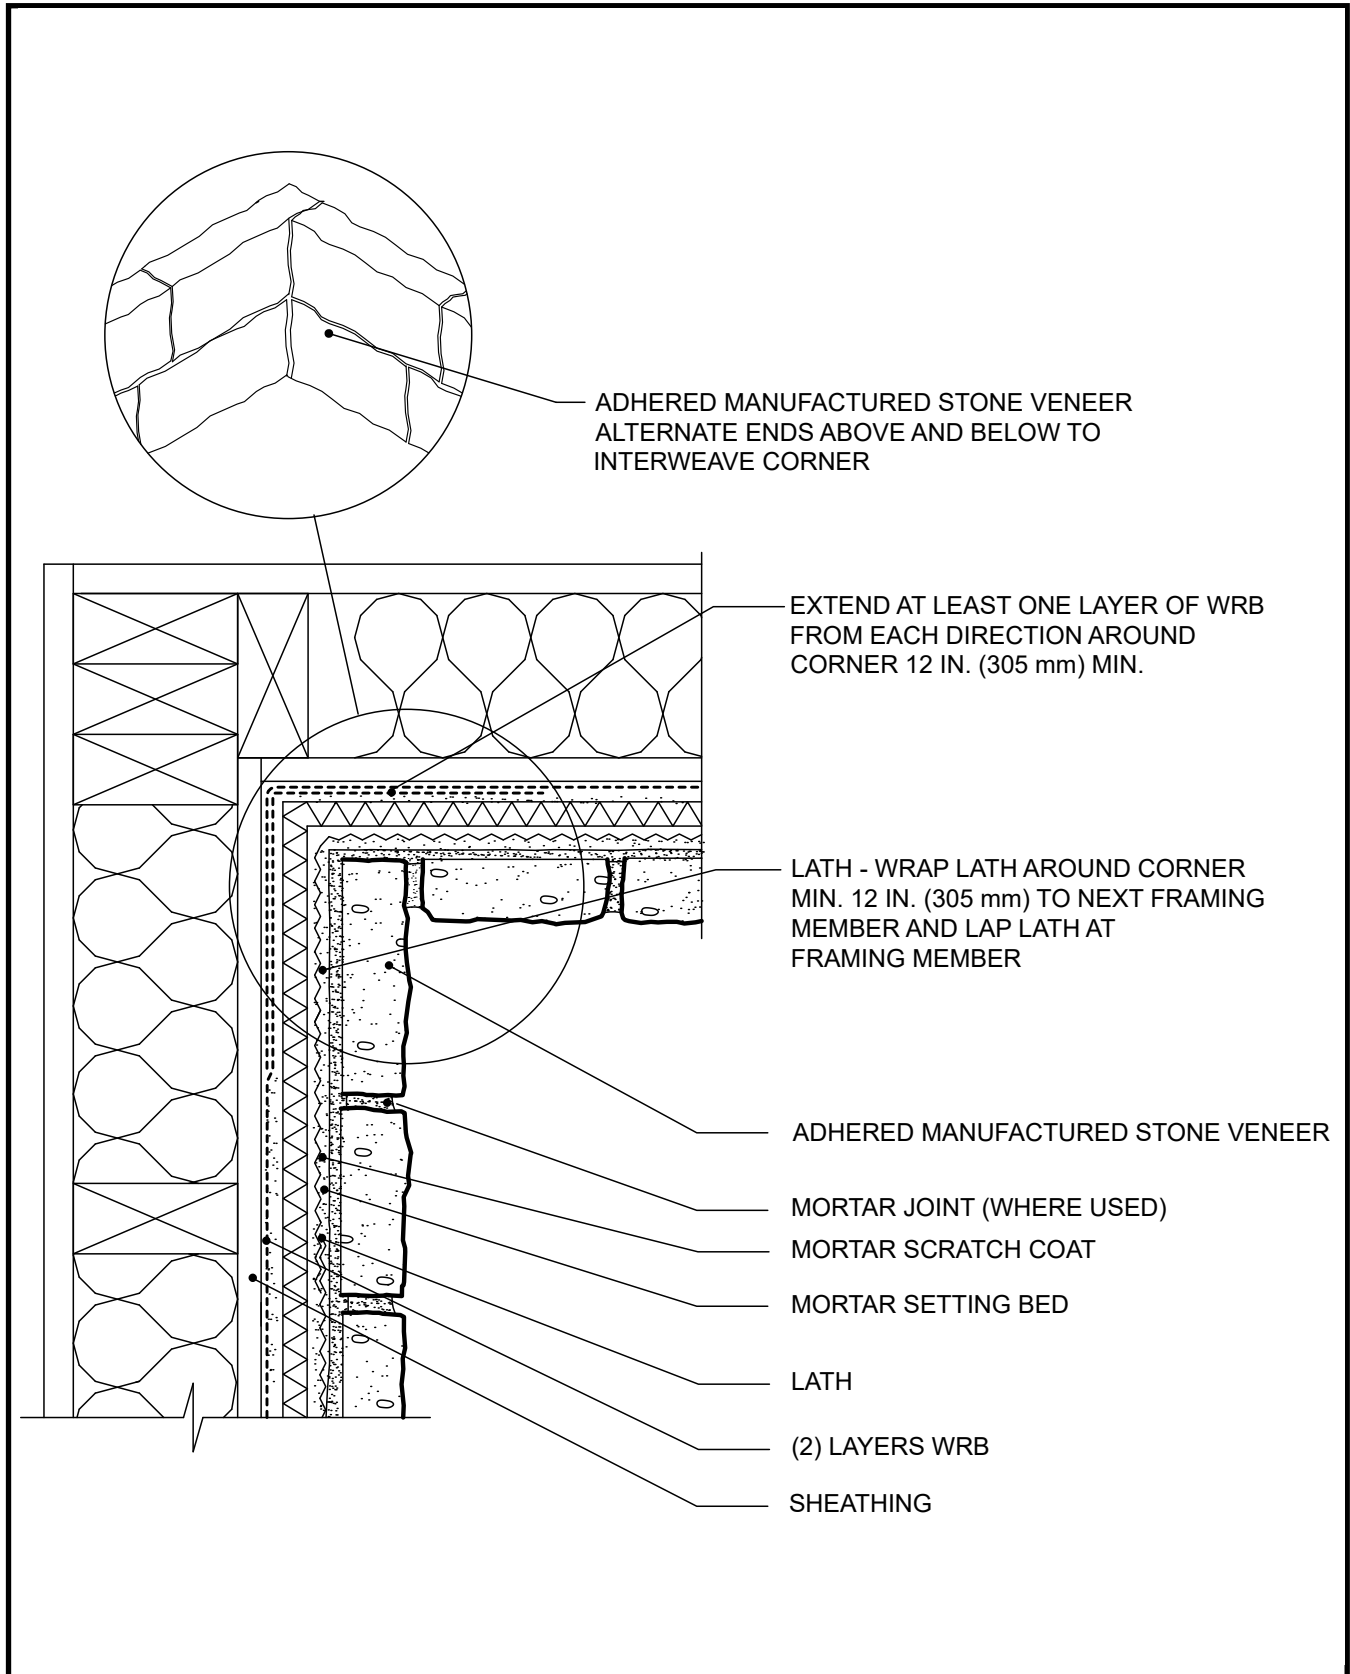 ADHERED MANUFACTURED STONE VENEER
ALTERNATE ENDS ABOVE AND BELOW TO
INTERWEAVE CORNER
EXTEND AT LEAST ONE LAYER OF WRB
FROM EACH DIRECTION AROUND
CORNER 12 IN. (305 mm) MIN.
LATH - WRAP LATH AROUND CORNER
MIN. 12 IN. (305 mm) TO NEXT FRAMING
MEMBER AND LAP LATH AT
FRAMING MEMBER
ADHERED MANUFACTURED STONE VENEER
MORTAR JOINT (WHERE USED)
MORTAR SCRATCH COAT
MORTAR SETTING BED
LATH
(2) LAYERS WRB
SHEATHING